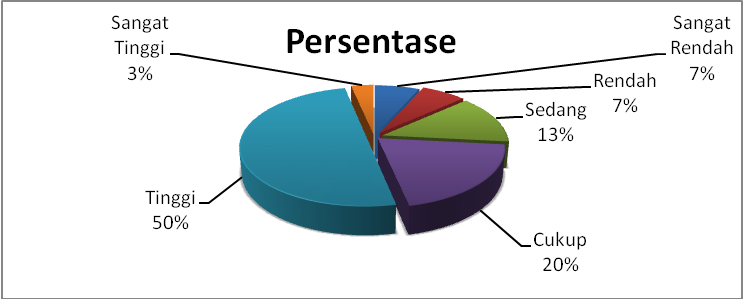 Persentase
Sangat
Rendah
7%
Rendah
7%
Sedang
13%
Cukup
20%
Tinggi
50%
Sangat
Tinggi
3%